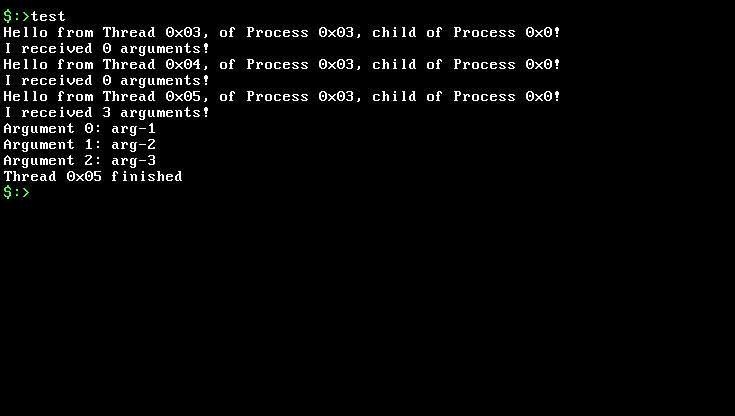 $:>test
Hello from Thread 0x03, of Process 0x03, child of Process 0x0!
I received 0 arguments!
Hello from Thread 0x04, of Process 0x03, child of Process 0x0!
I received 0 arguments!
Hello from Thread 0x05, of Process 0x03, child of Process 0x0!
I received 3 arguments!
Argument 0: arg-1
Argument 1: arg-2
Argument 2: arg-3
Thread 0x05 finished
$:>